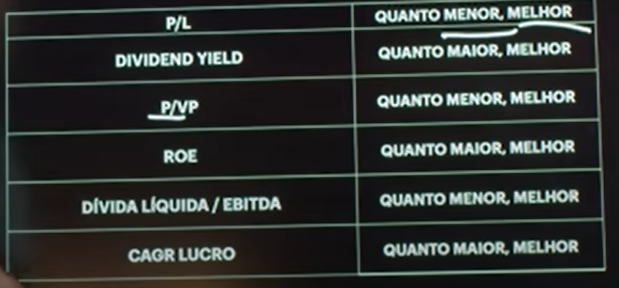 P/L QUANTO MENOR, MELHOR
DIVIDEND YIELD QUANTO MAIOR, MELHOR
P/VP QUANTO MENOR, MELHOR
ROE QUANTO MAIOR, MELHOR
DÍVIDA LÍQUIDA / EBITDA QUANTO MENOR, MELHOR
CAGR LUCRO QUANTO MAIOR, MELHOR